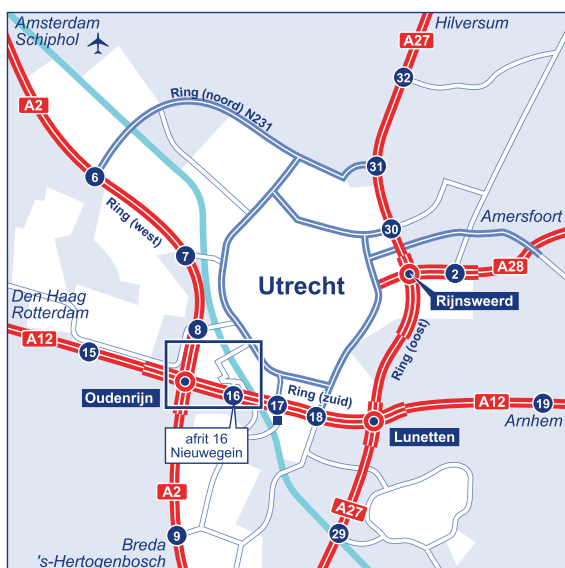 Amsterdam
Schiphol
Hilversum
A27
32
A2
Ring (noord) N231
31
6
Ring (west)
30
Amersfoort
7
A28
2
Utrecht
Rijnsweerd
Den Haag
Rotterdam
8
A12
15
Ring (oost)
Oudenrijn
16
Ring (zuid)
17
18
A12
19
Arnhem
Lunetten
afrit 16
Nieuwegein
A2
A27
29
9
Breda
's-Hertogenbosch